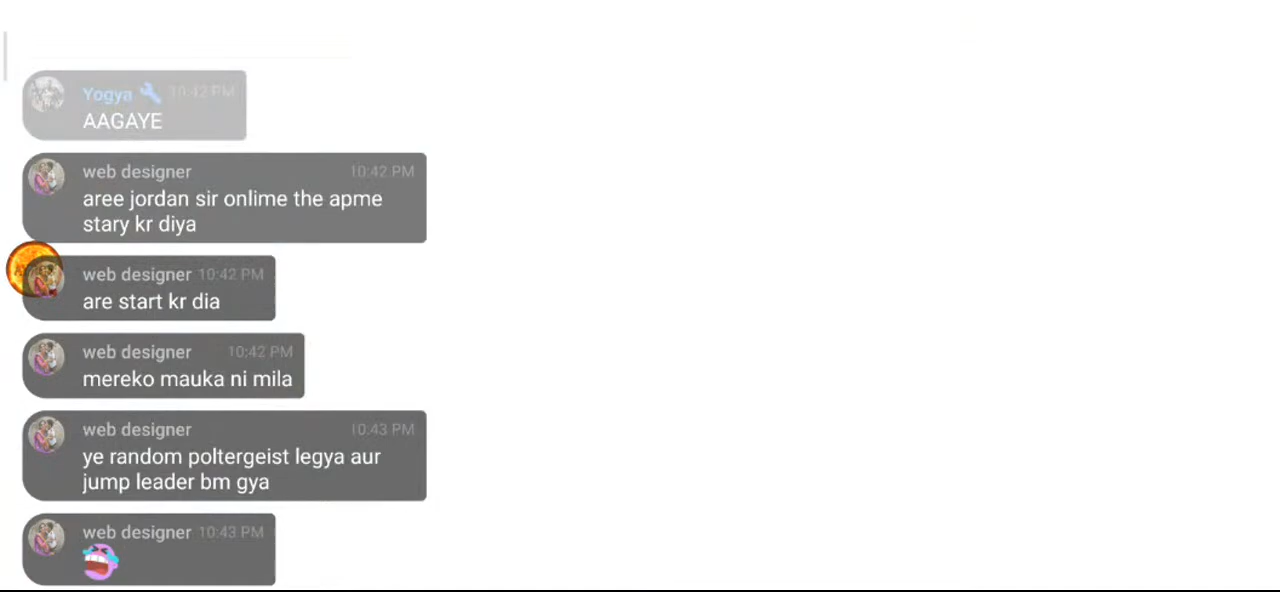 Yogya 10:42 PM
AAGAYE
web designer 10:42 PM
aree jordan sir onlime the apme
stary kr diya
web designer 10:42 PM
are start kr dia
web designer 10:42 PM
mereko mauka ni mila
web designer 10:43 PM
ye random poltergeist legya aur
jump leader bm gya
web designer 10:43 PM